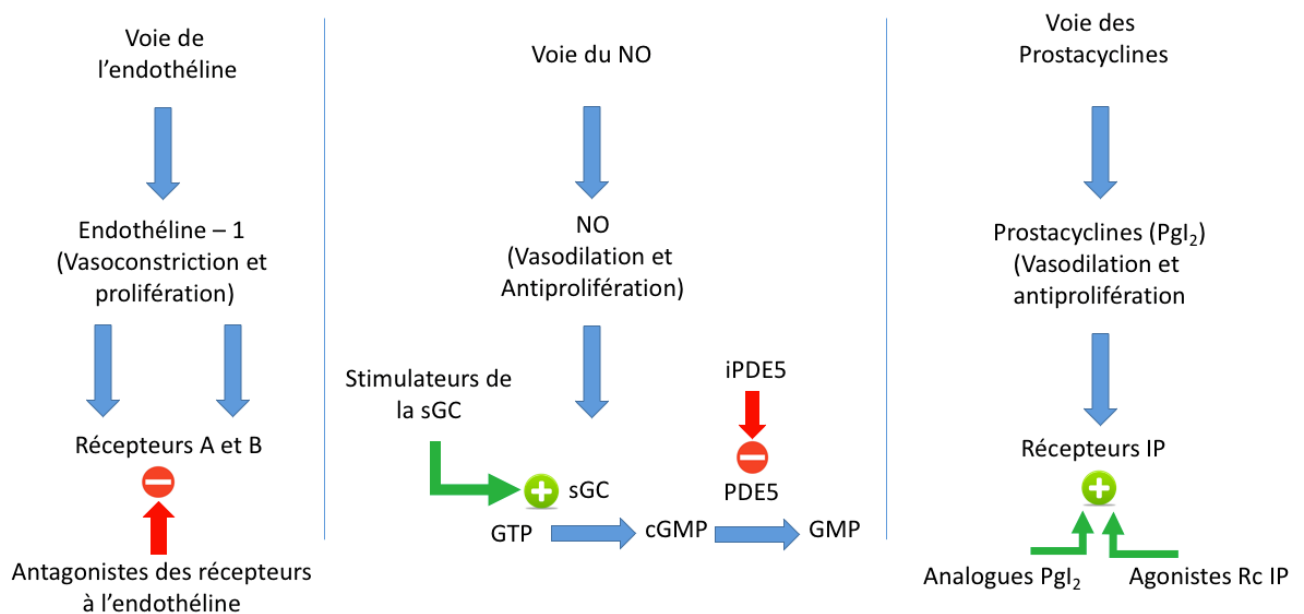 Voie de
l’endothéline
Endothéline – 1
(Vasoconstriction et
prolifération)
Récepteurs A et B
Antagonistes des récepteurs
à l’endothéline
Voie du NO
NO
(Vasodilation et
Antiprolifération)
Stimulateurs de
la sGC
iPDE5
sGC
PDE5
GTP
cGMP
GMP
Voie des
Prostacyclines
Prostacyclines (PgI₂)
(Vasodilation et
antiprolifération
Récepteurs IP
Analogues PgI₂
Agonistes Rc IP